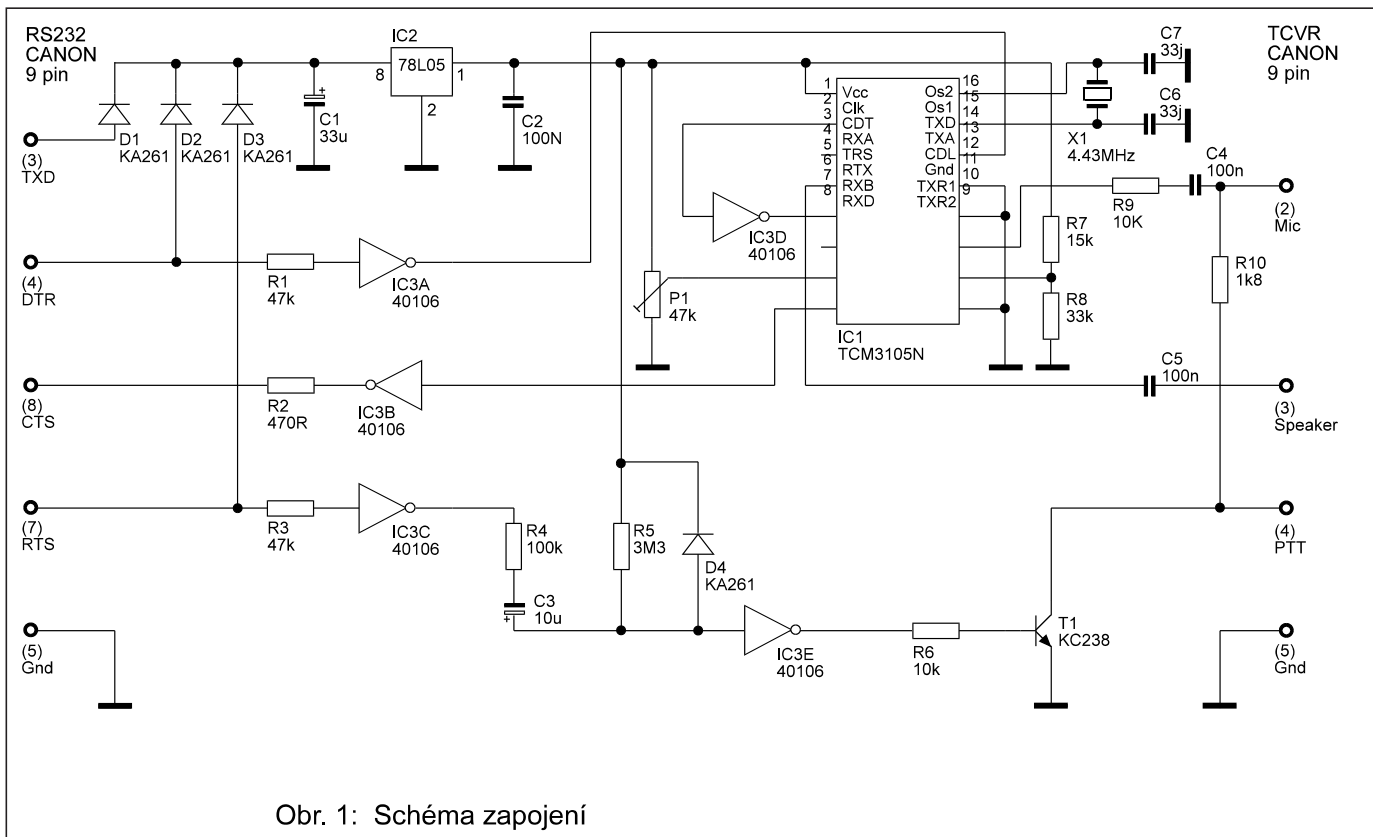 RS232
CANON
9 pin
IC2
78L05
8
1
2
C1
33u
+
C2
100N
D1
KA261
D2
KA261
D3
KA261
(3)
TXD
TCVR
CANON
9 pin
C7
33j
C6
33j
X1
4.43MHz
1
2
3
4
5
6
7
8
Vcc
Clk
CDT
RXA
TRS
RTX
RXB
RXD
16
15
14
13
12
11
10
9
Os2
Os1
TXD
TXA
CDL
Gnd
TXR1
TXR2
IC1
TCM3105N
C4
100n
R9
10K
(2)
Mic
IC3D
40106
R7
15k
R8
33k
R10
1k8
(4)
DTR
R1
47k
IC3A
40106
P1
47k
(8)
CTS
R2
470R
IC3B
40106
C5
100n
(3)
Speaker
(7)
RTS
R3
47k
IC3C
40106
R4
100k
C3
10u
+
R5
3M3
D4
KA261
IC3E
40106
R6
10k
T1
KC238
(4)
PTT
(5)
Gnd
(5)
Gnd
Obr. 1: Schéma zapojení